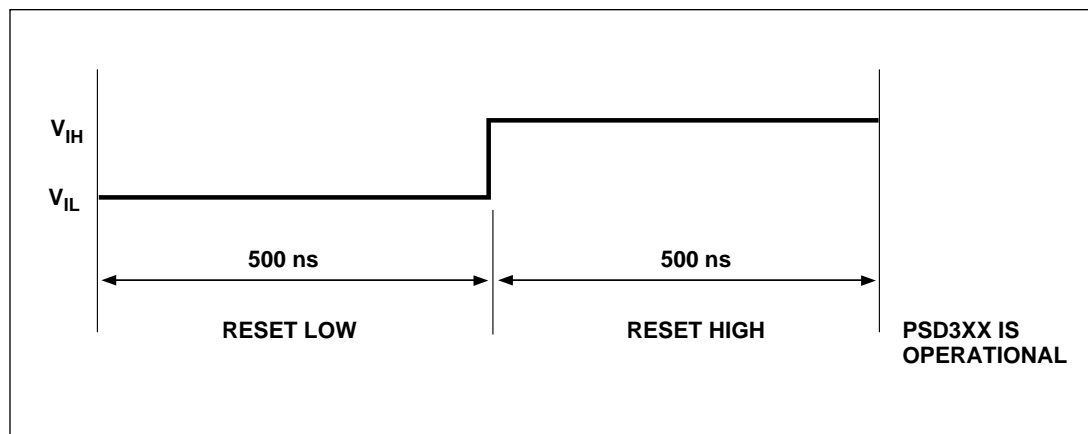 VIH
VIL
500 ns
500 ns
RESET LOW
RESET HIGH
PSD3XX IS
OPERATIONAL